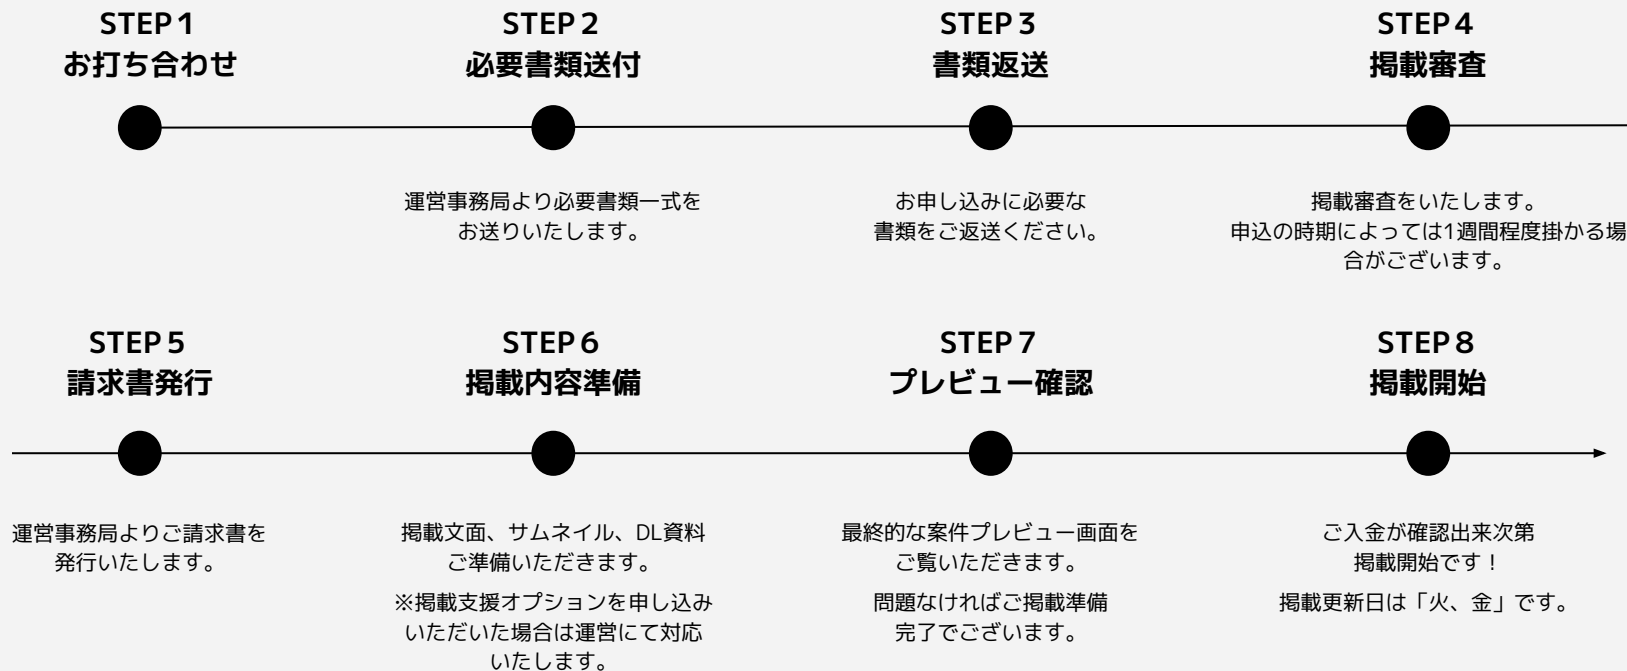 STEP１
お打ち合わせ
STEP２
必要書類送付
運営事務局より必要書類一式を
お送りいたします。
STEP３
書類返送
お申し込みに必要な
書類をご返送ください。
STEP４
掲載審査
掲載審査をいたします。
申込の時期によっては1週間程度掛かる場
合がございます。
STEP５
請求書発行
運営事務局よりご請求書を
発行いたします。
STEP６
掲載内容準備
掲載文面、サムネイル、DL資料
ご準備いただきます。
※掲載支援オプションを申し込み
いただいた場合は運営にて対応
いたします。
STEP７
プレビュー確認
最終的な案件プレビュー画面を
ご覧いただきます。
問題なければご掲載準備
完了でございます。
STEP８
掲載開始
ご入金が確認出来次第
掲載開始です！
掲載更新日は「火、金」です。